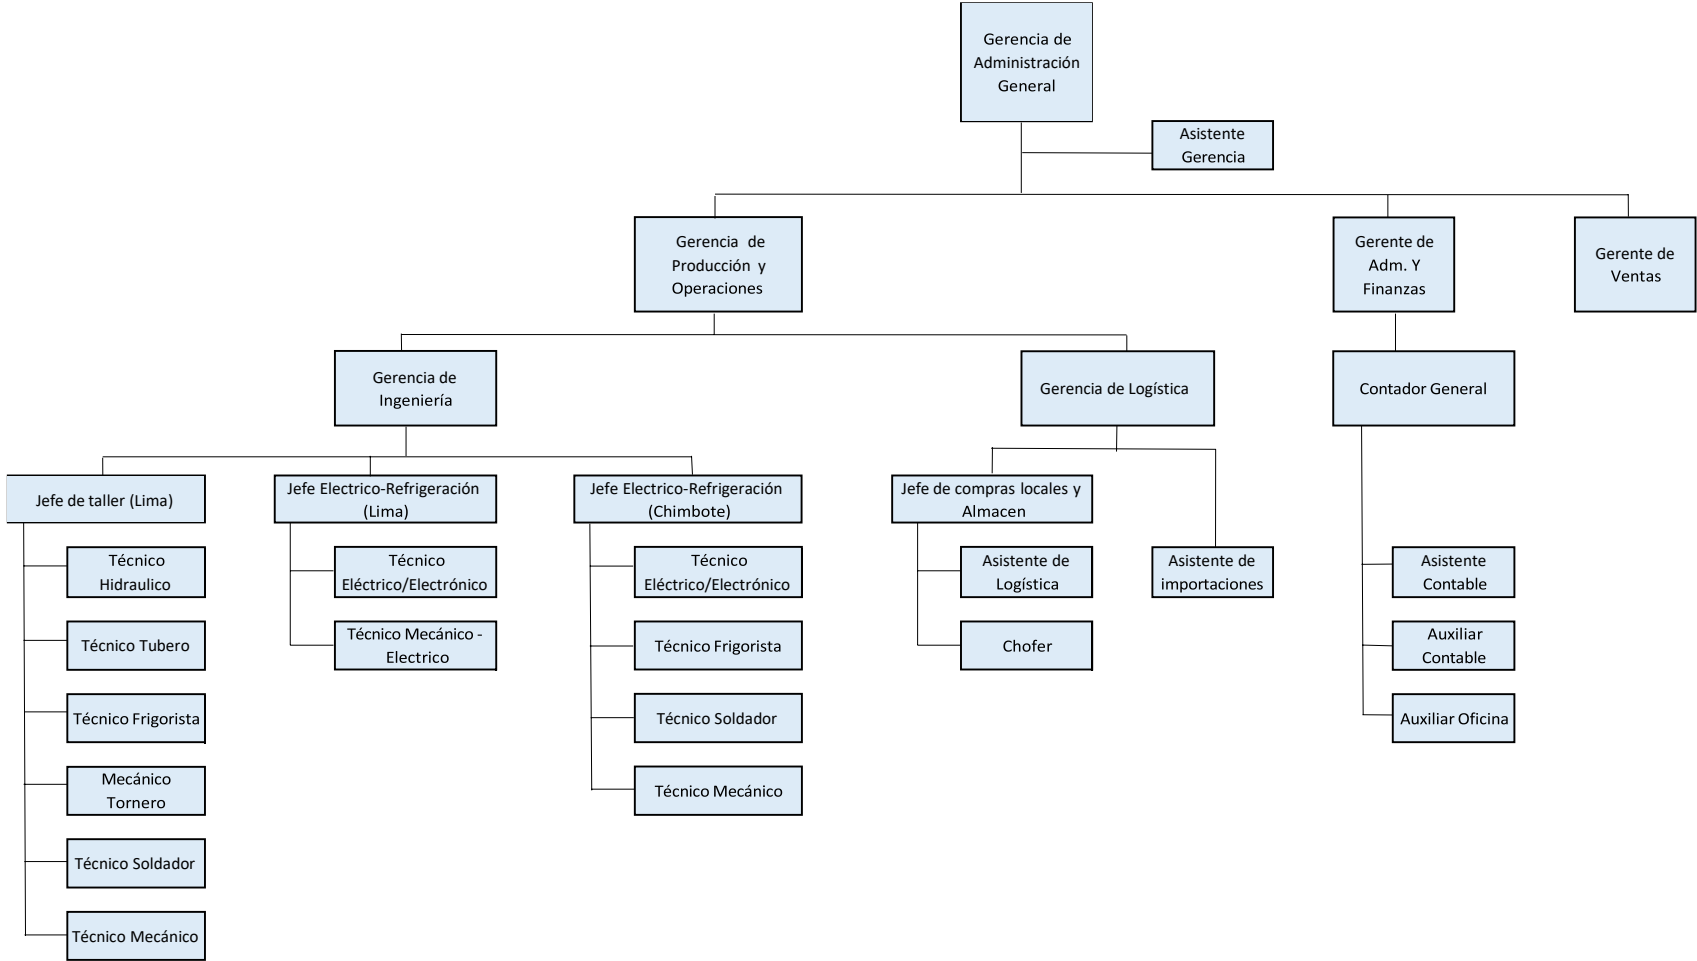 Gerencia de
Administración
General
Asistente
Gerencia
Gerencia de
Producción y
Operaciones
Gerente de
Adm. Y
Finanzas
Gerente de
Ventas
Gerencia de
Ingeniería
Gerencia de Logística
Contador General
Jefe de taller (Lima)
Jefe Electrico-Refrigeración
(Lima)
Jefe Electrico-Refrigeración
(Chimbote)
Jefe de compras locales y
Almacen
Técnico
Hidraulico
Técnico
Eléctrico/Electrónico
Técnico
Eléctrico/Electrónico
Asistente de
Logística
Asistente de
importaciones
Asistente
Contable
Técnico Tubero
Técnico Mecánico -
Electrico
Técnico Frigorista
Chofer
Auxiliar
Contable
Técnico Frigorista
Técnico Soldador
Auxiliar Oficina
Mecánico
Tornero
Técnico Mecánico
Técnico Soldador
Técnico Mecánico